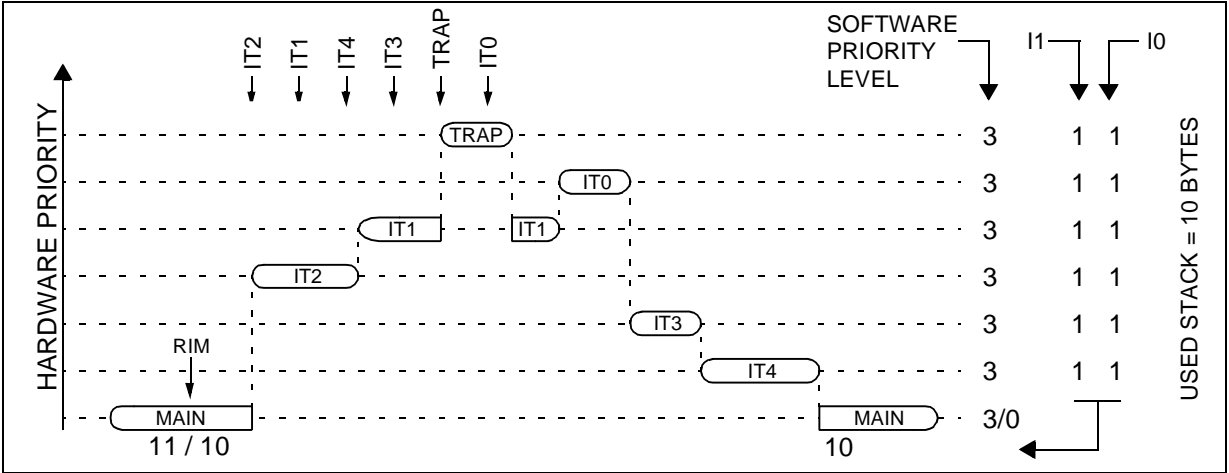 HARDWARE PRIORITY
IT2
IT1
IT4
IT3
TRAP
IT0
SOFTWARE
PRIORITY
LEVEL
I1
I0
TRAP
3
1 1
IT0
3
1 1
IT1
IT1
3
1 1
IT2
3
1 1
IT3
3
1 1
RIM
IT4
3
1 1
MAIN
MAIN
3/0
11 / 10
10
USED STACK = 10 BYTES